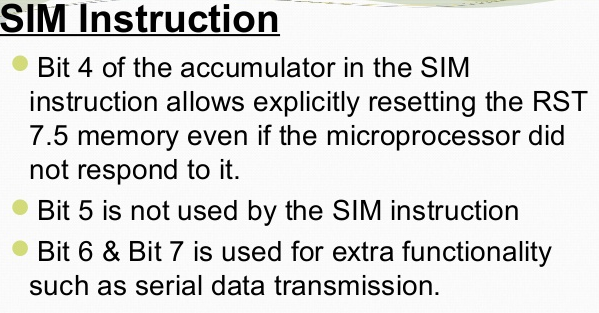 SIM Instruction
Bit 4 of the accumulator in the SIM
instruction allows explicitly resetting the RST
7.5 memory even if the microprocessor did
not respond to it.
Bit 5 is not used by the SIM instruction
Bit 6 & Bit 7 is used for extra functionality
such as serial data transmission.